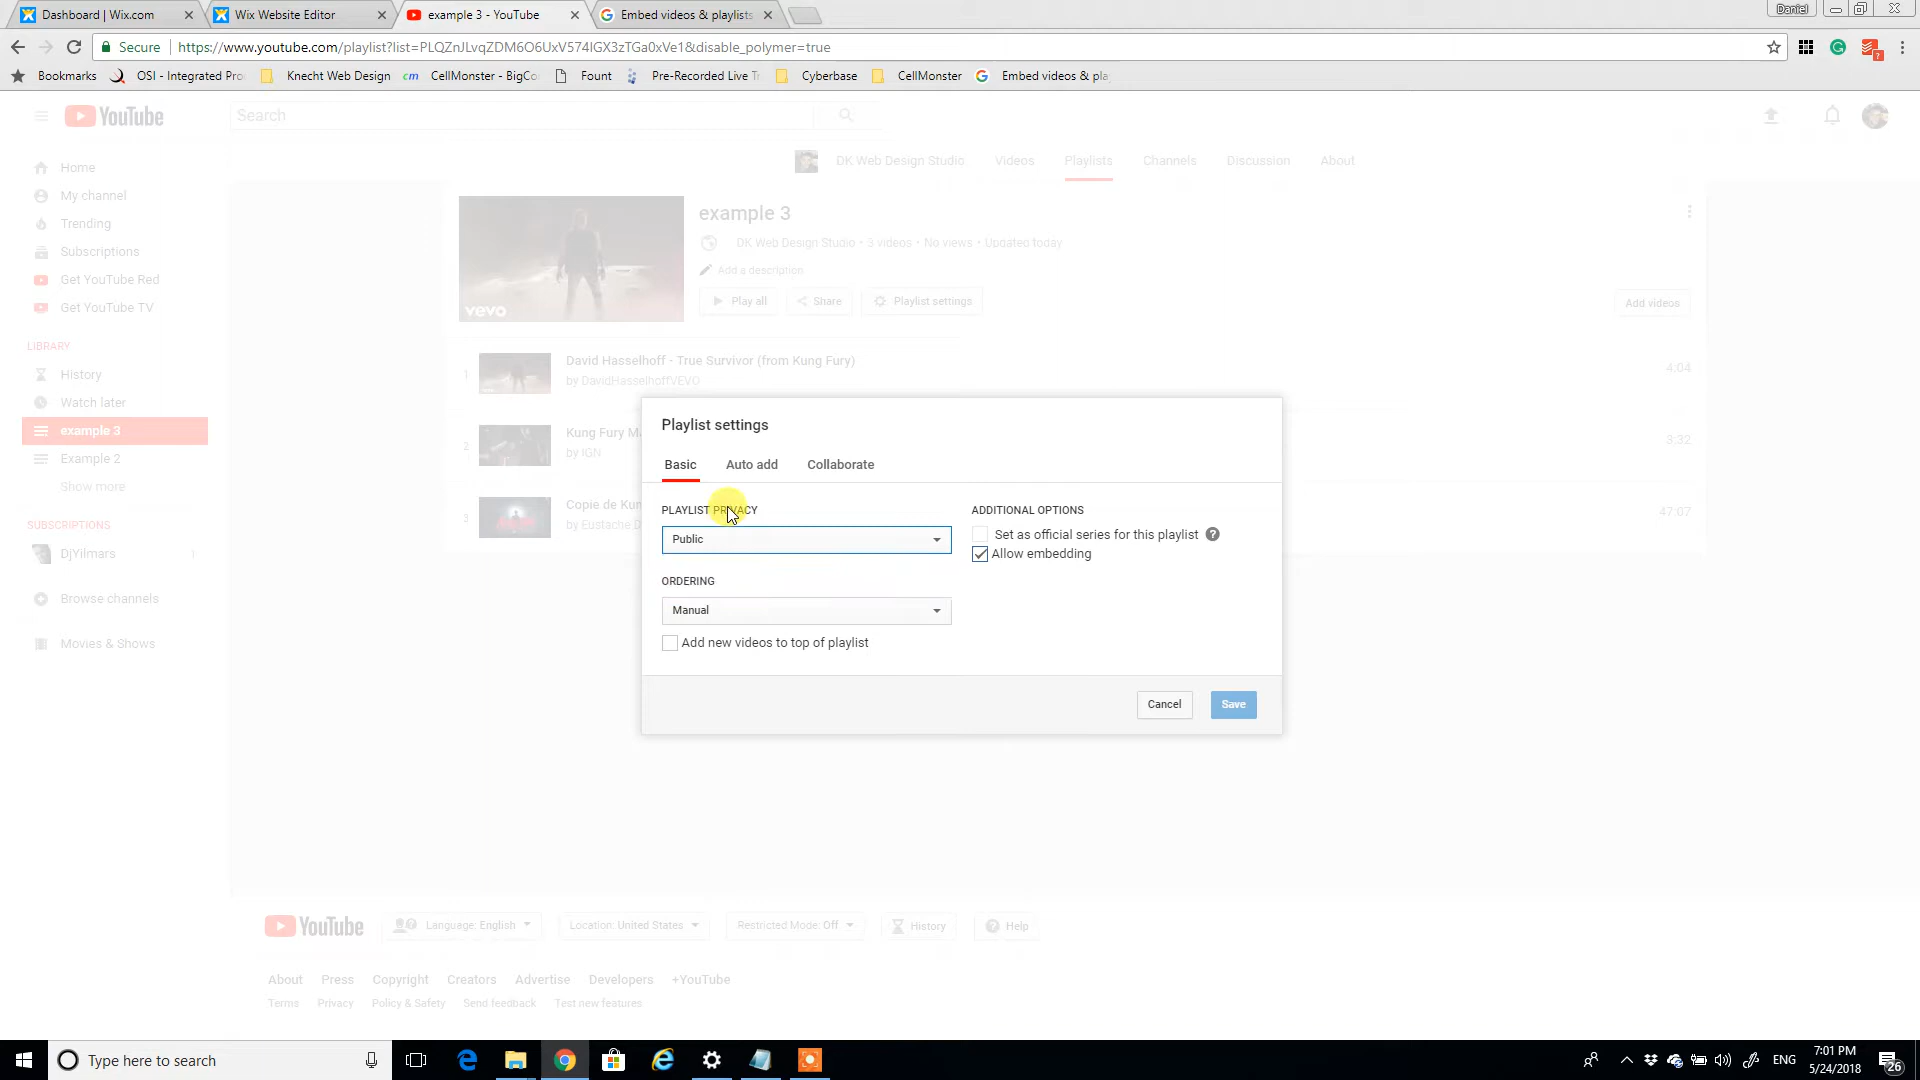 Dashboard | Wix.com
Wix Website Editor
example 3 - YouTube
Embed videos & playlists
Daniel
Secure
https://www.youtube.com/playlist?list=PLQZnJLvqZDM6O6UxV574IGX3zTGa0xVe1&disable_polymer=true
Bookmarks
OSI - Integrated Pro
Knecht Web Design
cm
CellMonster - BigCo
Fount
Pre-Recorded Live T
Cyberbase
CellMonster
Embed videos & pla
YouTube
Search
Home
My channel
Trending
Subscriptions
Get YouTube Red
Get YouTube TV
LIBRARY
History
Watch later
example 3
Example 2
Show more
SUBSCRIPTIONS
DjYilmars
1
Browse channels
Movies & Shows
DK Web Design Studio
Videos
Playlists
Channels
Discussion
About
vevo
example 3
DK Web Design Studio • 3 videos • No views • Updated today
Add a description
Play all
Share
Playlist settings
Add videos
1
David Hasselhoff - True Survivor (from Kung Fury)
by DavidHasselhoffVEVO
4:04
2
Kung Fury M
by IGN
3:32
3
Copie de Kun
by Eustache D
47:07
Playlist settings
Basic
Auto add
Collaborate
PLAYLIST PRIVACY
Public
ORDERING
Manual
Add new videos to top of playlist
ADDITIONAL OPTIONS
Set as official series for this playlist
Allow embedding
Cancel
Save
YouTube
Language: English
Location: United States
Restricted Mode: Off
History
Help
About
Press
Copyright
Creators
Advertise
Developers
+YouTube
Terms
Privacy
Policy & Safety
Send feedback
Test new features
Type here to search
ENG
7:01 PM
5/24/2018
26